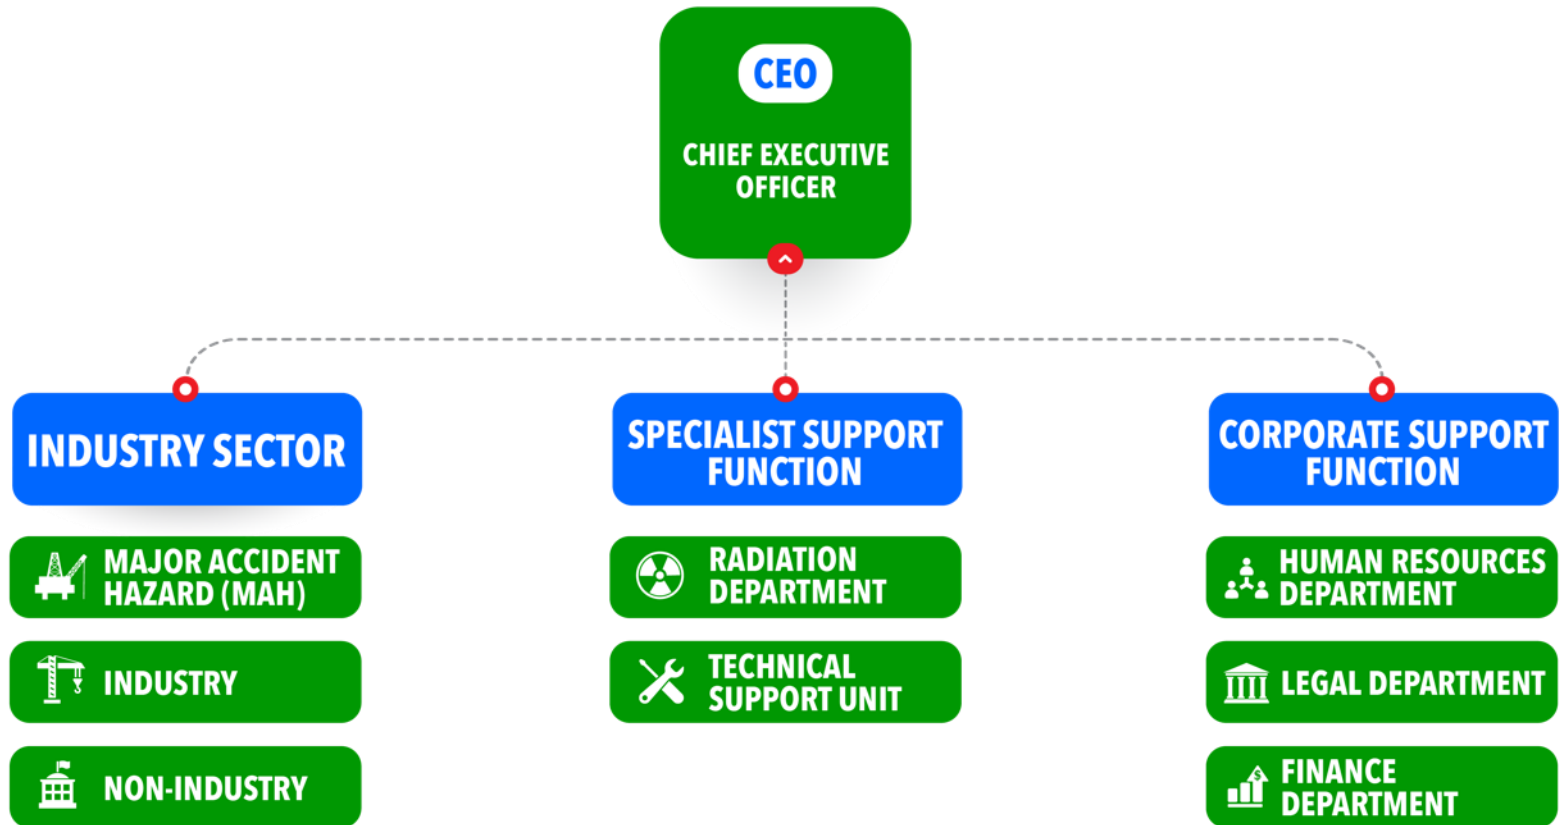 CEO
CHIEF EXECUTIVE
OFFICER
INDUSTRY SECTOR
MAJOR ACCIDENT
HAZARD (MAH)
INDUSTRY
NON-INDUSTRY
SPECIALIST SUPPORT
FUNCTION
RADIATION
DEPARTMENT
TECHNICAL
SUPPORT UNIT
CORPORATE SUPPORT
FUNCTION
HUMAN RESOURCES
DEPARTMENT
LEGAL DEPARTMENT
$
FINANCE
DEPARTMENT